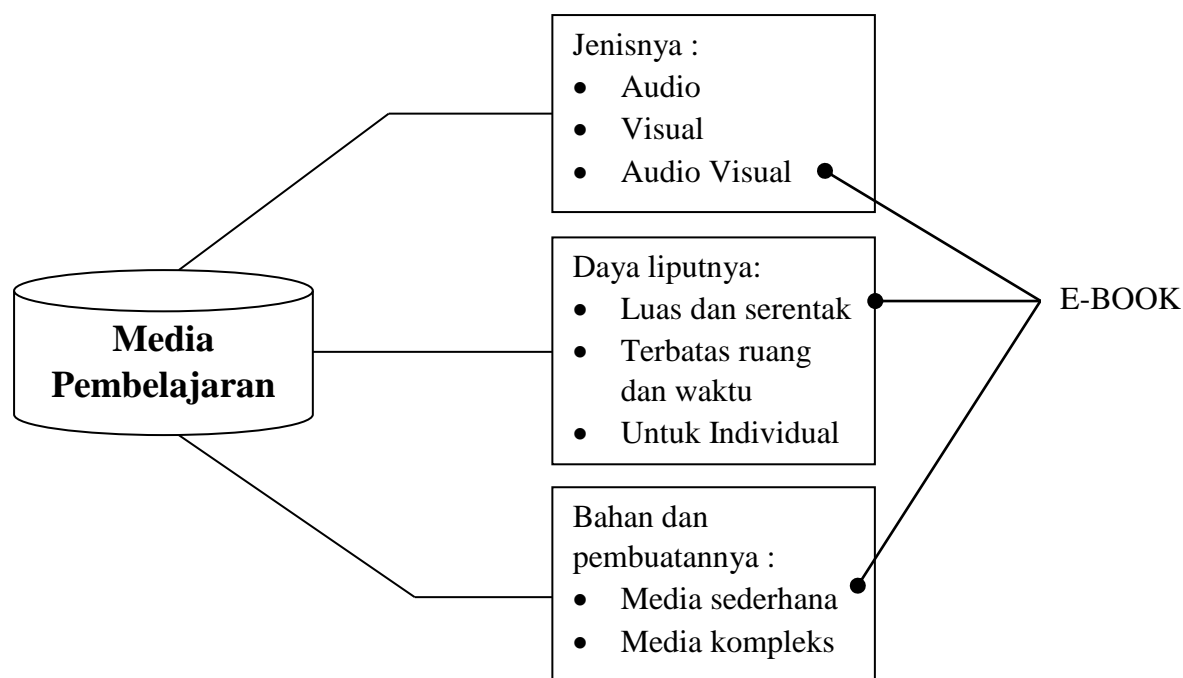 Jenisnya :
• Audio
• Visual
• Audio Visual
Media
Pembelajaran
Daya liputnya:
• Luas dan serentak
• Terbatas ruang
dan waktu
• Untuk Individual
E-BOOK
Bahan dan
pembuatannya :
• Media sederhana
• Media kompleks